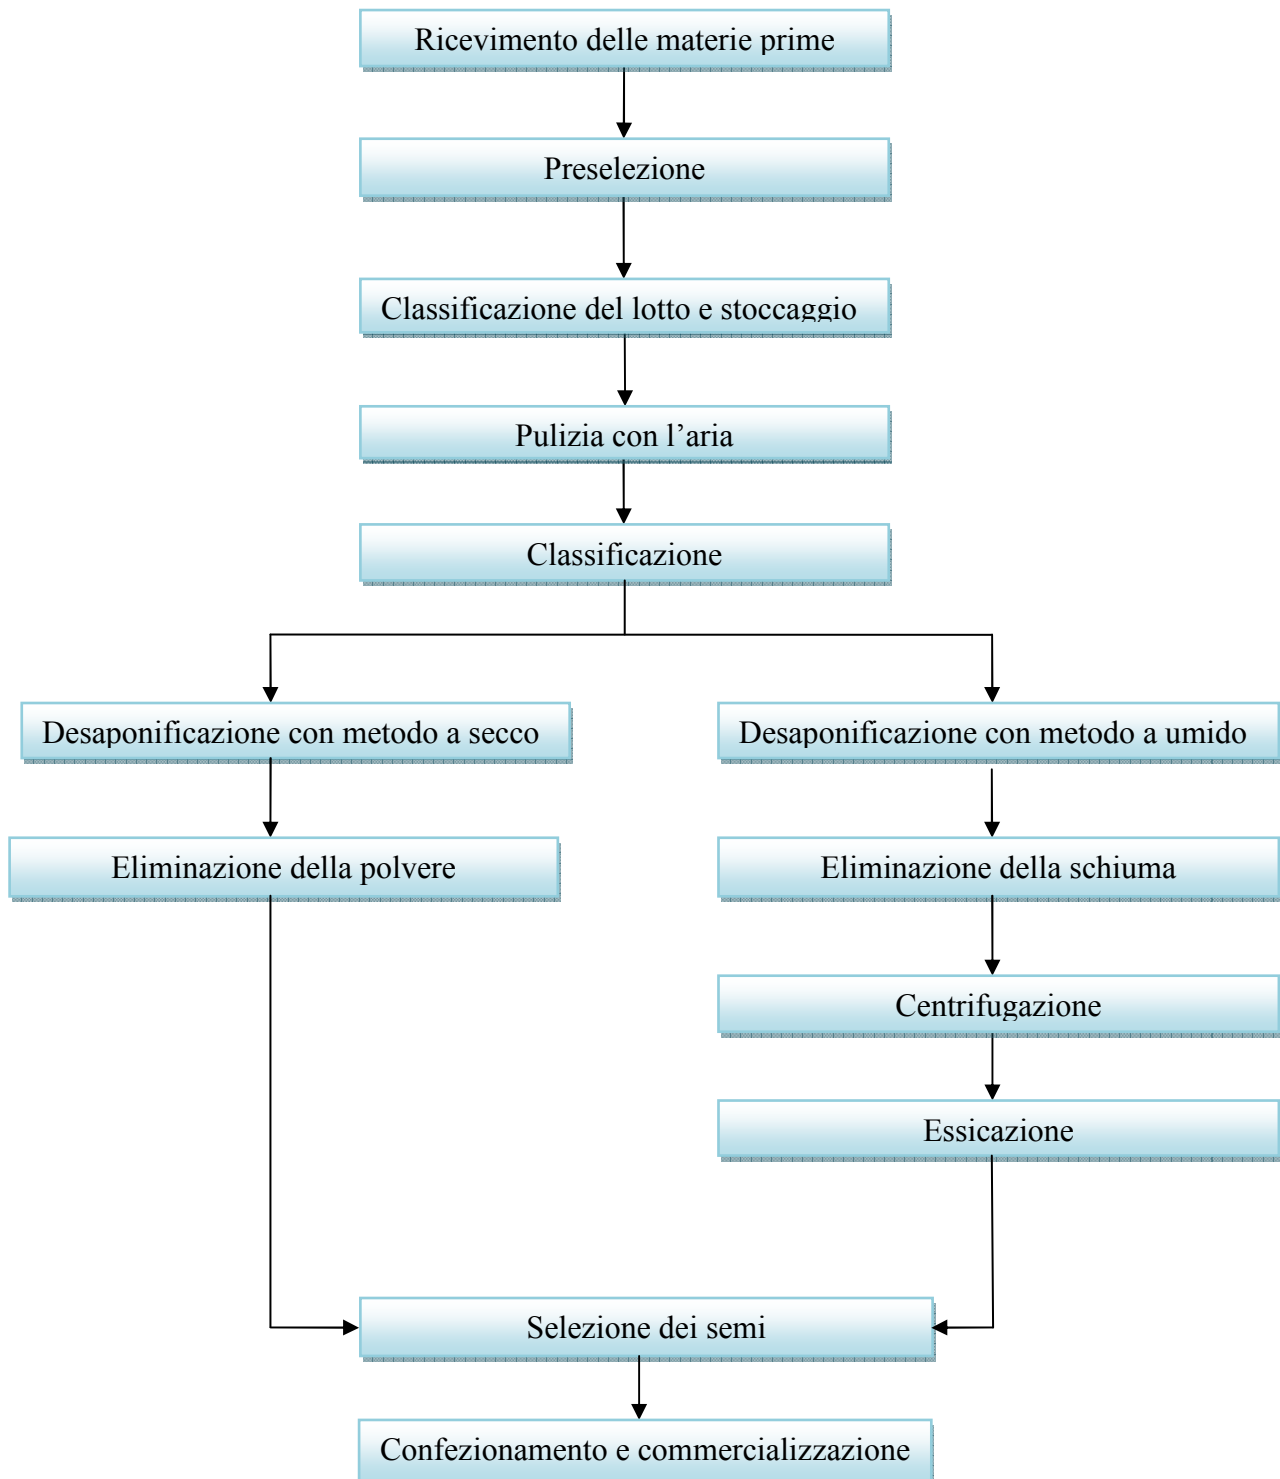 Ricevimento delle materie prime
Preselezione
Classificazione del lotto e stoccaggio
Pulizia con l’aria
Classificazione
Desaponificazione con metodo a secco
Desaponificazione con metodo a umido
Eliminazione della polvere
Eliminazione della schiuma
Centrifugazione
Essicazione
Selezione dei semi
Confezionamento e commercializzazione